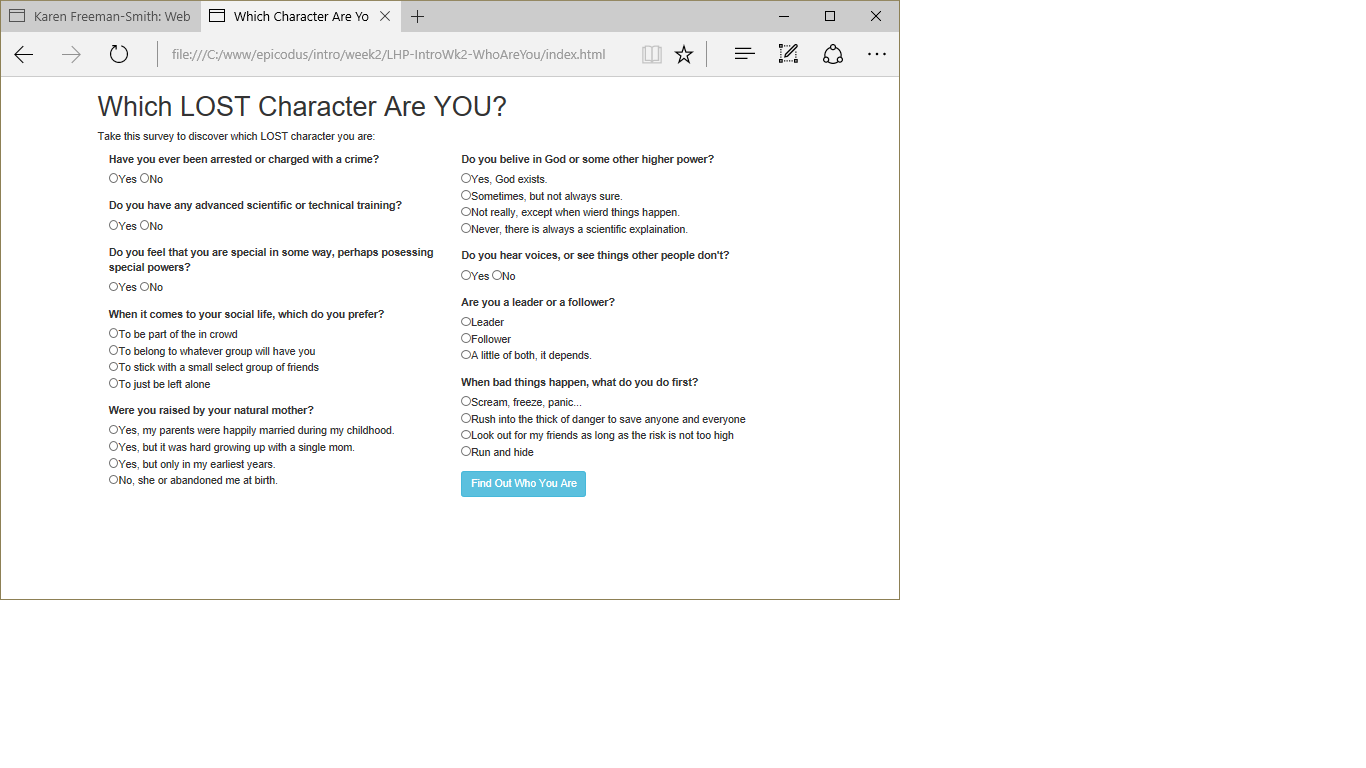 Karen Freeman-Smith: Web
Which Character Are Yo
file:///C:/www/epicodus/intro/week2/LHP-IntroWk2-WhoAreYou/index.html
Which LOST Character Are YOU?
Take this survey to discover which LOST character you are:
Have you ever been arrested or charged with a crime?
Yes No
Do you have any advanced scientific or technical training?
Yes No
Do you feel that you are special in some way, perhaps posessing
special powers?
Yes No
When it comes to your social life, which do you prefer?
To be part of the in crowd
To belong to whatever group will have you
To stick with a small select group of friends
To just be left alone
Were you raised by your natural mother?
Yes, my parents were happily married during my childhood.
Yes, but it was hard growing up with a single mom.
Yes, but only in my earliest years.
No, she or abandoned me at birth.
Do you belive in God or some other higher power?
Yes, God exists.
Sometimes, but not always sure.
Not really, except when wierd things happen.
Never, there is always a scientific explaination.
Do you hear voices, or see things other people don't?
Yes No
Are you a leader or a follower?
Leader
Follower
A little of both, it depends.
When bad things happen, what do you do first?
Scream, freeze, panic...
Rush into the thick of danger to save anyone and everyone
Look out for my friends as long as the risk is not too high
Run and hide
Find Out Who You Are